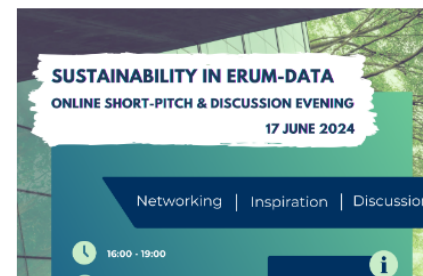 SUSTAINABILITY IN ERUM-DATA
ONLINE SHORT-PITCH & DISCUSSION EVENING
17 JUNE 2024
Networking | Inspiration | Discussion
16:00 - 19:00
i